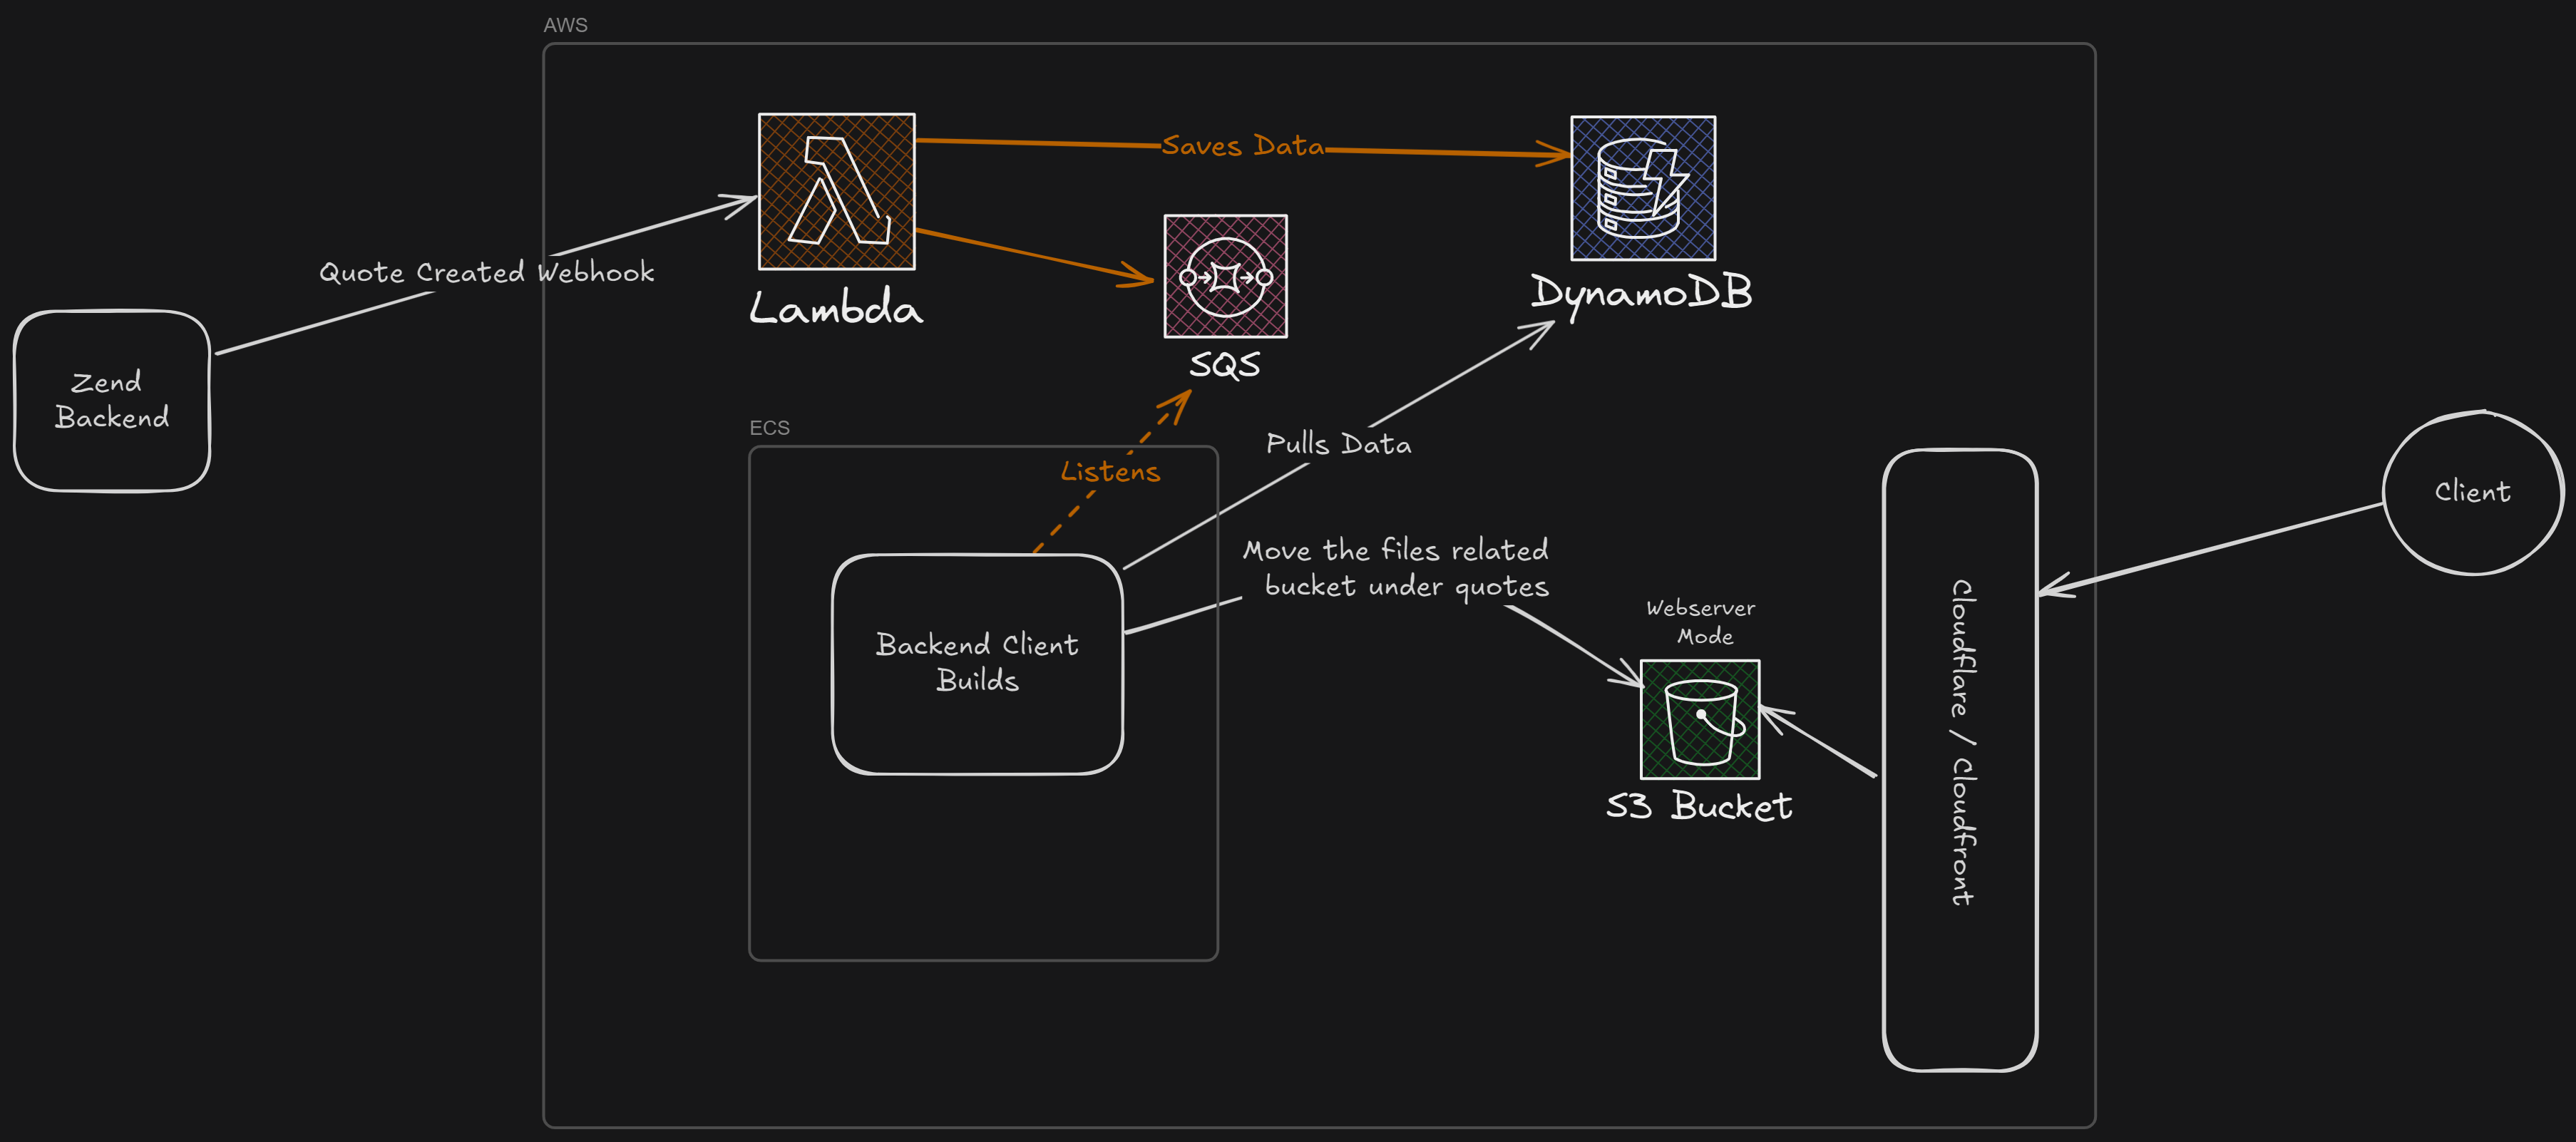 AWS
Saves Data
Quote Created Webhook
Lambda
DynamoDB
SQS
Zend
Backend
ECS
Listens
Pulls Data
Client
Move the files related
bucket under quotes
Webserver
Mode
Backend Client
Builds
S3 Bucket
Cloudflare / Cloudfront